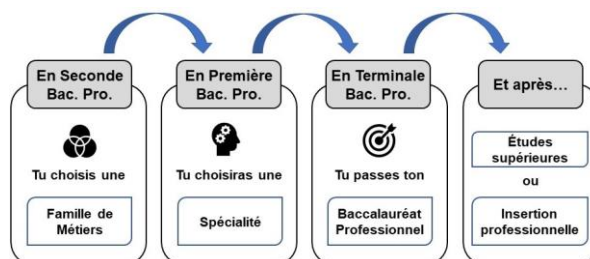 En Seconde
Bac. Pro.
Tu choisis une
Famille de
Métiers
En Première
Bac. Pro.
Tu choisiras une
Spécialité
En Terminale
Bac. Pro.
Tu passes ton
Baccalauréat
Professionnel
Et après…
Études
supérieures
ou
Insertion
professionnelle